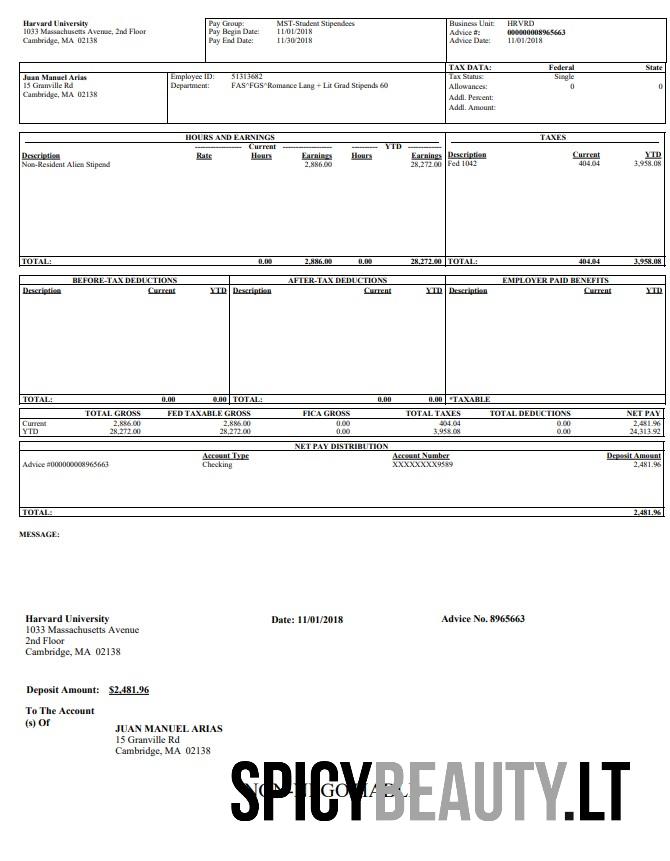 Harvard University
1033 Massachusetts Avenue, 2nd Floor
Cambridge, MA 02138
Pay Group: MST-Student Stipendees
Pay Begin Date: 11/01/2018
Pay End Date: 11/30/2018
Business Unit: HRVRD
Advice #: 000000008965663
Advice Date: 11/01/2018
Juan Manuel Arias
15 Granville Rd
Cambridge, MA 02138
Employee ID: 51313682
Department: FAS^FGS^Romance Lang + Lit Grad Stipends 60
TAX DATA: Federal State
Tax Status: Single
Allowances: 0 0
Addl. Percent:
Addl. Amount:
HOURS AND EARNINGS
------------------ Current ------------------ ---------- YTD ------------
Description Rate Hours Earnings Hours Earnings
Non-Resident Alien Stipend 2,886.00 28,272.00
TOTAL: 0.00 2,886.00 0.00 28,272.00
TAXES
Description Current YTD
Fed 1042 404.04 3,958.08
TOTAL: 404.04 3,958.08
BEFORE-TAX DEDUCTIONS
Description Current YTD
TOTAL: 0.00 0.00
AFTER-TAX DEDUCTIONS
Description Current YTD
TOTAL: 0.00 0.00
EMPLOYER PAID BENEFITS
Description Current YTD
*TAXABLE
TOTAL GROSS FED TAXABLE GROSS FICA GROSS TOTAL TAXES TOTAL DEDUCTIONS NET PAY
Current 2,886.00 2,886.00 0.00 404.04 0.00 2,481.96
YTD 28,272.00 28,272.00 0.00 3,958.08 0.00 24,313.92
NET PAY DISTRIBUTION
Account Type Account Number Deposit Amount
Advice #000000008965663 Checking XXXXXXXX9589 2,481.96
TOTAL: 2,481.96
MESSAGE:
Harvard University
1033 Massachusetts Avenue
2nd Floor
Cambridge, MA 02138
Date: 11/01/2018
Advice No. 8965663
Deposit Amount: $2,481.96
To The Account
(s) Of
JUAN MANUEL ARIAS
15 Granville Rd
Cambridge, MA 02138
NON-NEGOTIABLE
SPICYBEAUTY.LT